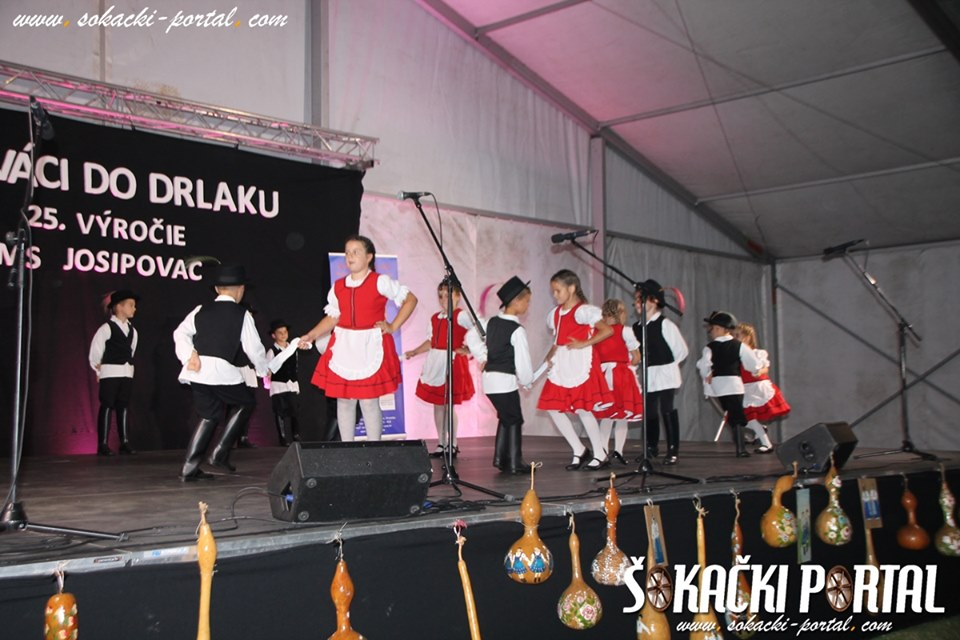 www.sokacki-portal.com
VÁCI DO DRLAKU
25. VÝROČIE
MS JOSIPOVAC
ŠOKAČKI PORTAL
www.sokacki-portal.com